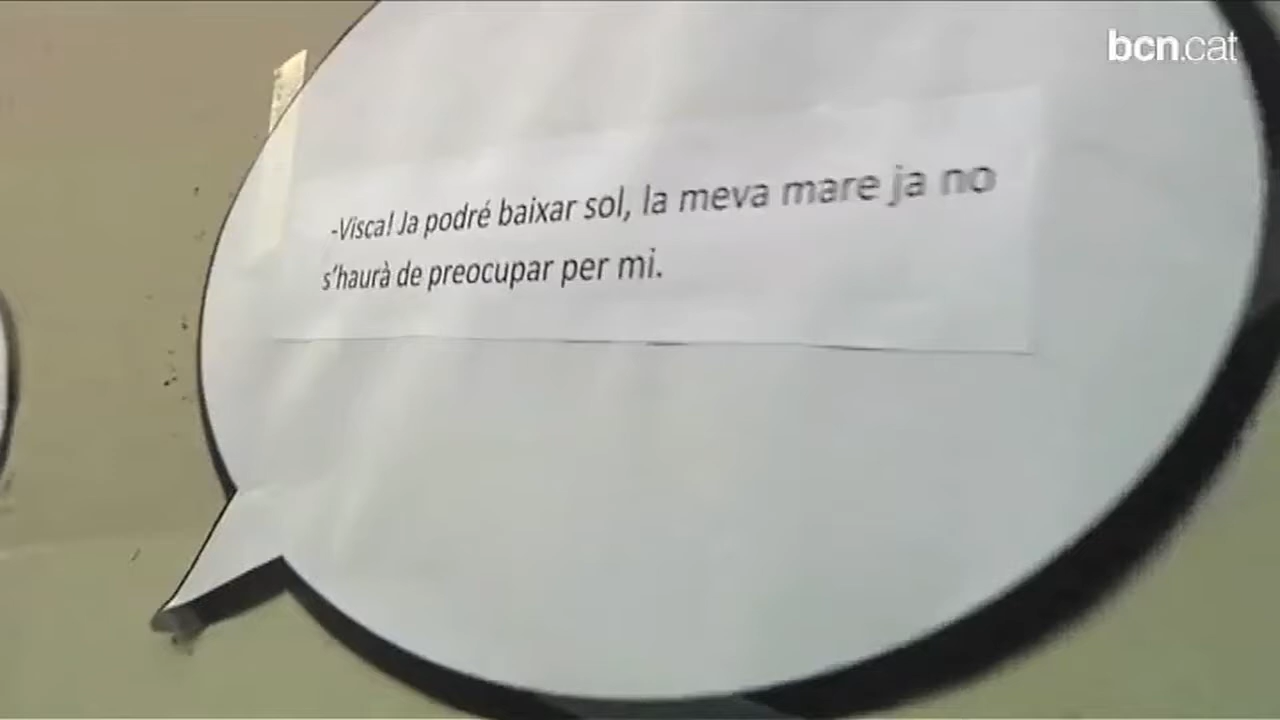 bcn.cat
-Visca! Ja podré baixar sol, la meva mare ja no
s'haurà de preocupar per mi.